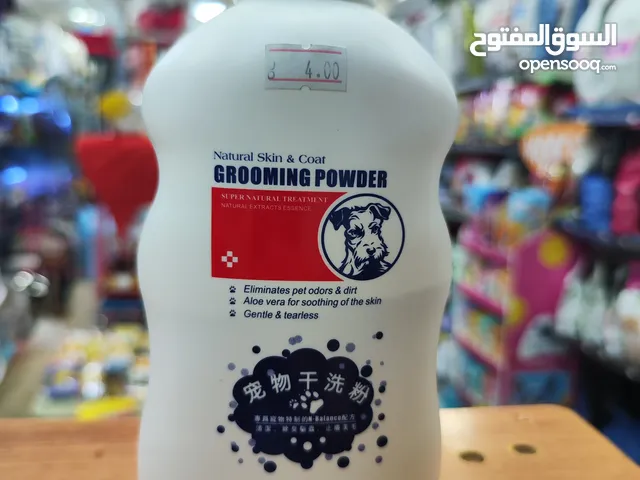 السوق المفتوح
opensooq.com
4.00
Natural Skin & Coat
GROOMING POWDER
SUPER NATURAL TREATMENT
NATURAL EXTRACTS ESSENCE
Eliminates pet odors & dirt
Aloe vera for soothing of the skin
Gentle & tearless
宠物干洗粉